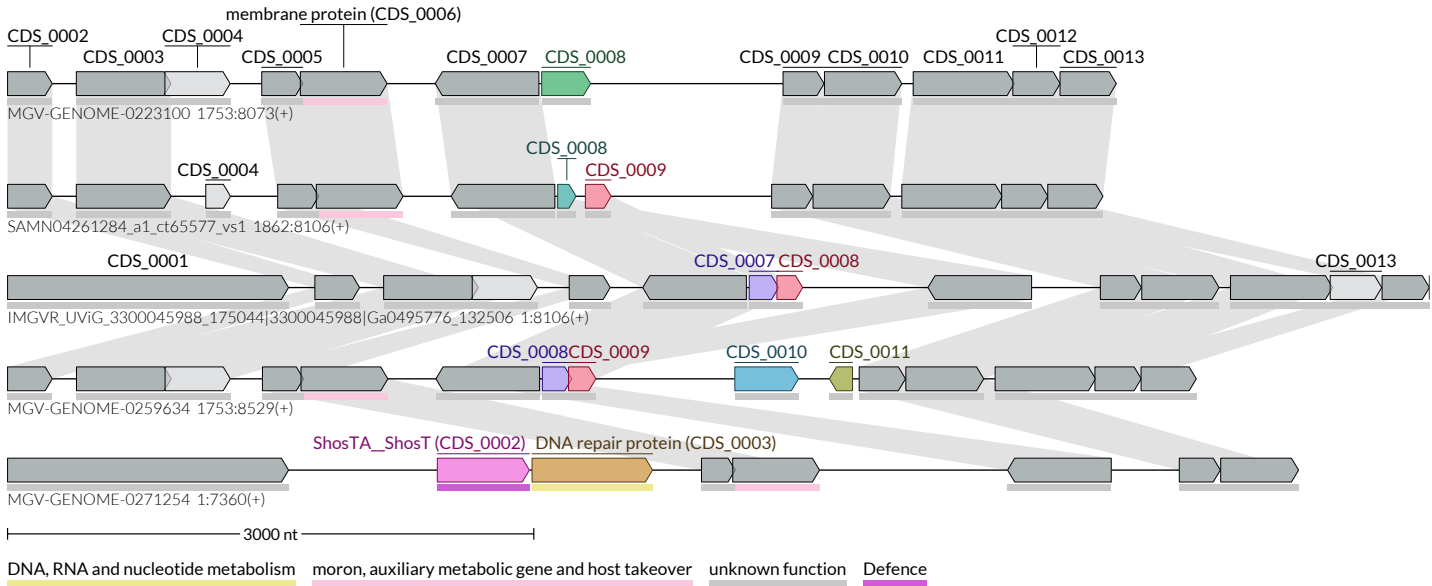 membrane protein (CDS_0006)
CDS_0002 CDS_0004 CDS_0012
CDS_0003 CDS_0005 CDS_0007 CDS_0008 CDS_0009 CDS_0010 CDS_0011 CDS_0013
MGV-GENOME-0223100 1753:8073(+)
CDS_0008
CDS_0004 CDS_0009
SAMN04261284_a1_ct65577_vs1 1862:8106(+)
CDS_0001 CDS_0007 CDS_0008 CDS_0013
IMGVR_UViG_3300045988_175044|3300045988|Ga0495776_132506 1:8106(+)
CDS_0008 CDS_0009 CDS_0010 CDS_0011
MGV-GENOME-0259634 1753:8529(+)
ShosTA__ShosT (CDS_0002) DNA repair protein (CDS_0003)
MGV-GENOME-0271254 1:7360(+)
3000 nt
DNA, RNA and nucleotide metabolism moron, auxiliary metabolic gene and host takeover unknown function Defence